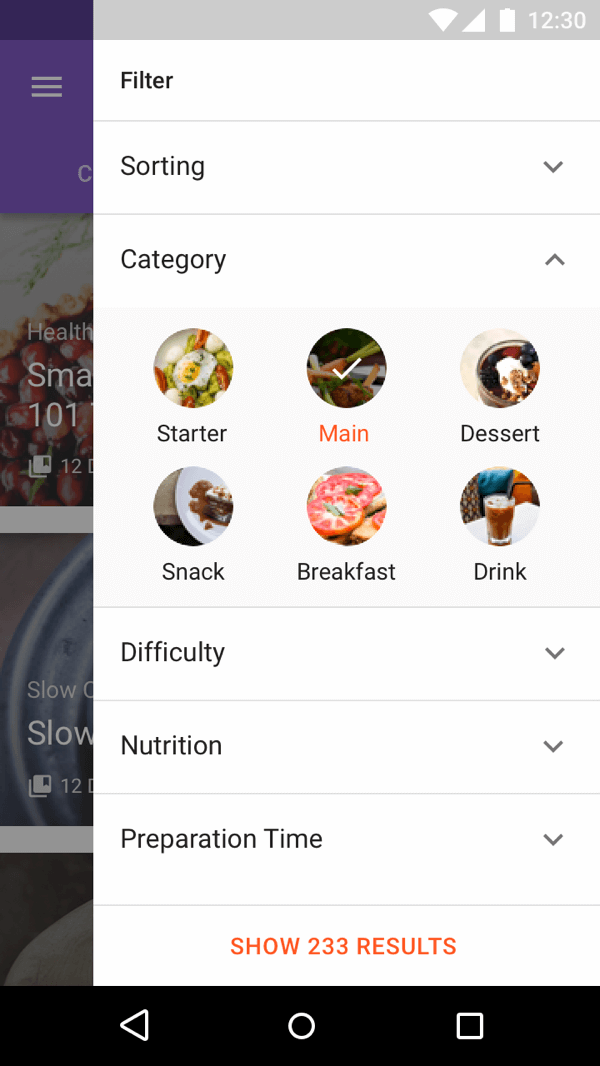 12:30
Filter
C
Sorting
Category
Health
Sma
101
12 D
Starter
Main
Dessert
Snack
Breakfast
Drink
Difficulty
Slow C
Slow
Nutrition
12 D
Preparation Time
SHOW 233 RESULTS